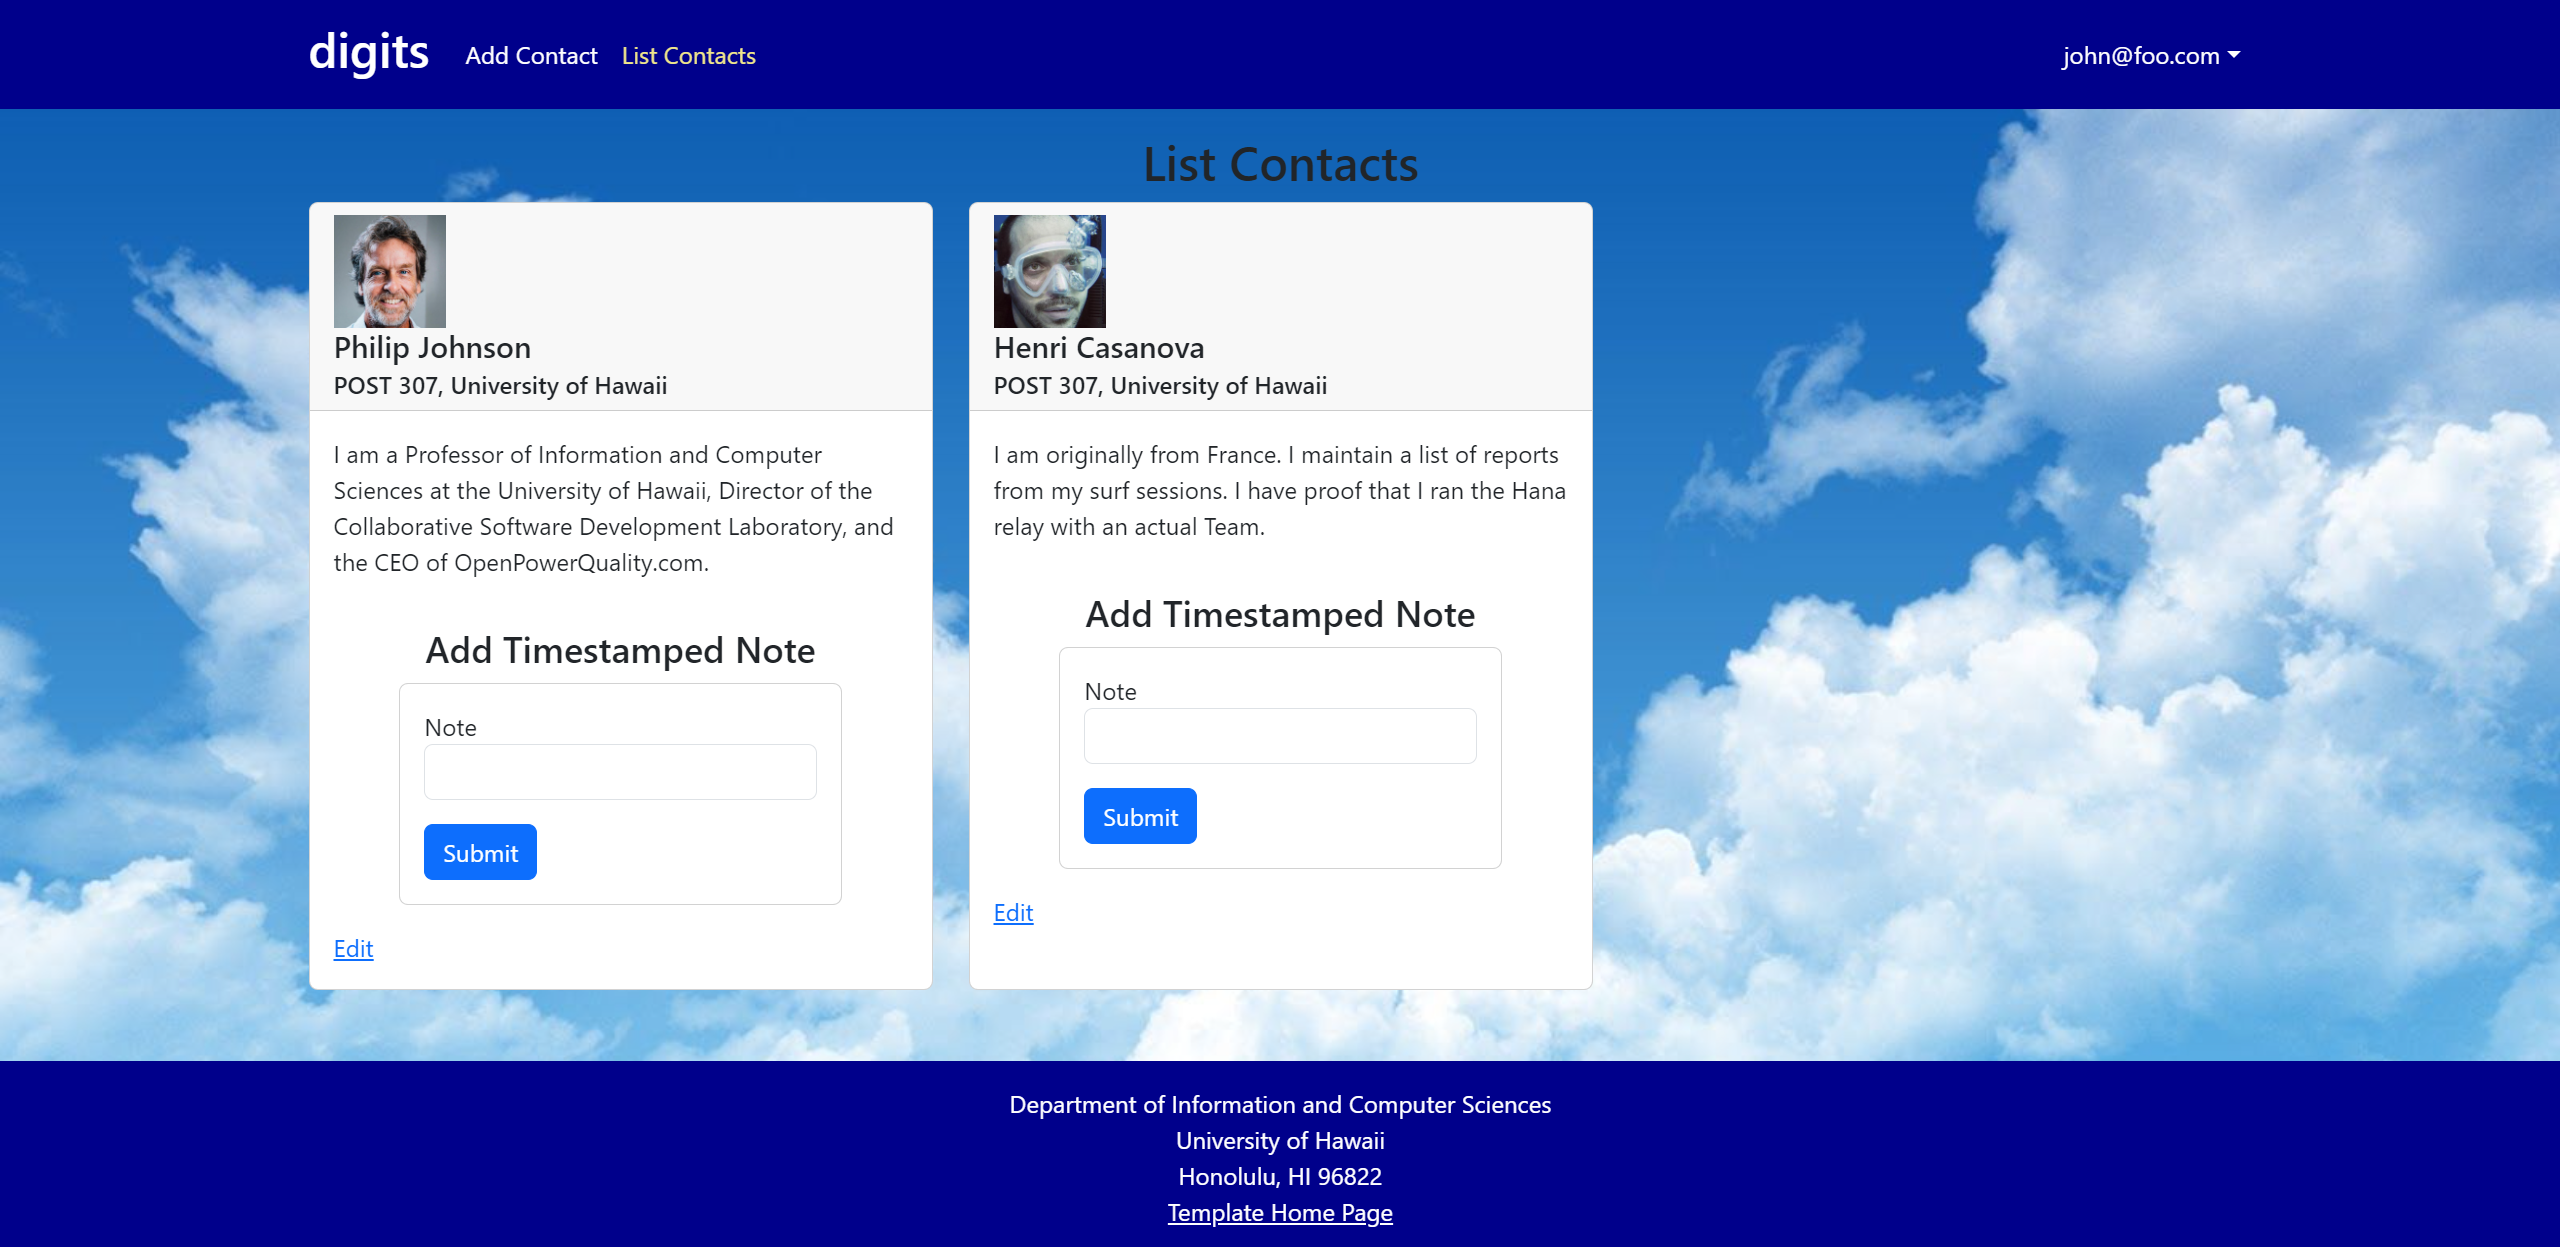 digits
Add Contact
List Contacts
john@foo.com
List Contacts
Philip Johnson
POST 307, University of Hawaii
I am a Professor of Information and Computer
Sciences at the University of Hawaii, Director of the
Collaborative Software Development Laboratory, and
the CEO of OpenPowerQuality.com.
Add Timestamped Note
Note
Submit
Edit
Henri Casanova
POST 307, University of Hawaii
I am originally from France. I maintain a list of reports
from my surf sessions. I have proof that I ran the Hana
relay with an actual Team.
Add Timestamped Note
Note
Submit
Edit
Department of Information and Computer Sciences
University of Hawaii
Honolulu, HI 96822
Template Home Page